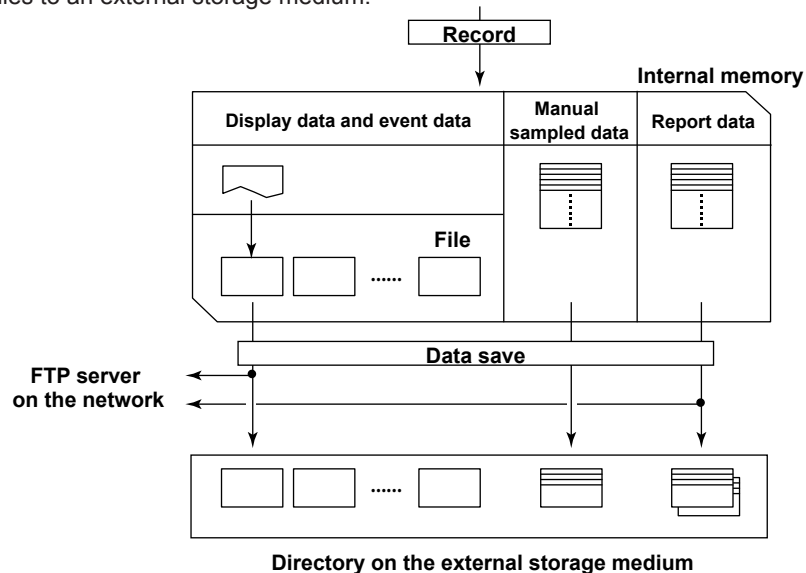 to an external storage medium.
Record
Internal memory
Display data and event data
Manual
sampled data
Report data
File
......
Data save
FTP server
on the network
......
Directory on the external storage medium